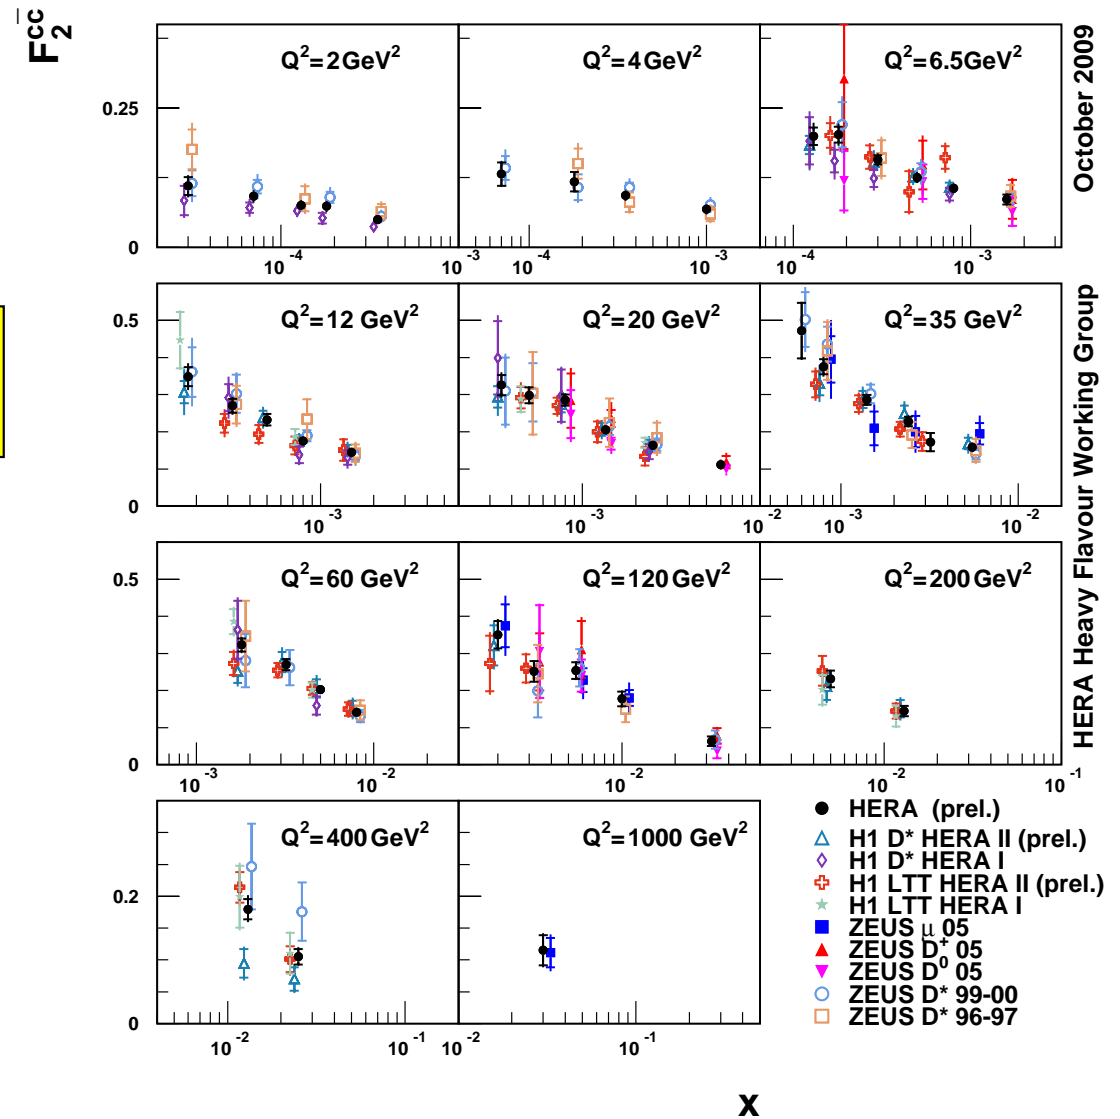 F₂^cc̄
October 2009
HERA Heavy Flavour Working Group
Q²=2GeV²
Q²=4GeV²
Q²=6.5GeV²
0.25
0
10⁻⁴ 10⁻³ 10⁻⁴ 10⁻³ 10⁻⁴ 10⁻³
Q²=12 GeV²
Q²=20 GeV²
Q²=35 GeV²
0.5
0
10⁻³ 10⁻³ 10⁻² 10⁻³ 10⁻²
Q²=60 GeV²
Q²=120GeV²
Q²=200GeV²
0.5
0
10⁻³ 10⁻² 10⁻² 10⁻² 10⁻¹
Q²=400GeV²
Q²=1000 GeV²
0.2
0
10⁻² 10⁻¹ 10⁻² 10⁻¹
HERA (prel.)
H1 D* HERA II (prel.)
H1 D* HERA I
H1 LTT HERA II (prel.)
H1 LTT HERA I
ZEUS μ 05
ZEUS D⁺ 05
ZEUS D⁰ 05
ZEUS D* 99-00
ZEUS D* 96-97
x